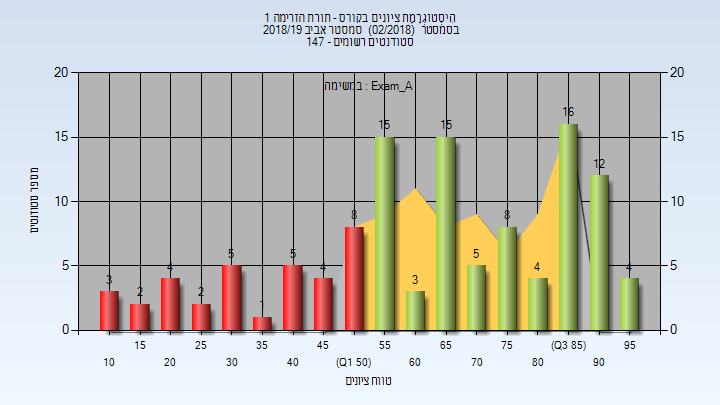 היסטוגרמת ציונים בקורס - תורת הזרימה 1
בסמסטר (02/2018) סמסטר אביב 2018/19
סטודנטים רשומים - 147
במשימה : Exam_A
20 20
15 15
10 10
5 5
0 0
מספר סטודנטים
3 2 4 2 5 1 5 4 8 15 3 15 5 8 4 16 12 4
15 25 35 45 55 65 75 (Q3 85) 95
10 20 30 40 (Q1 50) 60 70 80 90
טווח ציונים